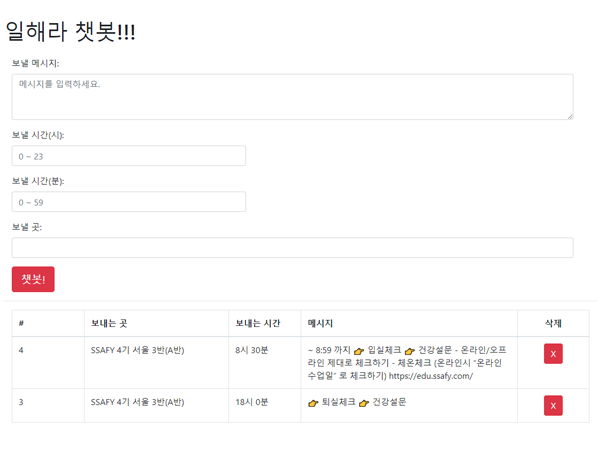 일해라 챗봇!!!
보낼 메시지:
메시지를 입력하세요.
보낼 시간(시):
0 ~ 23
보낼 시간(분):
0 ~ 59
보낼 곳:
챗봇!
# 보내는 곳 보내는 시간 메시지 삭제
4 SSAFY 4기 서울 3반(A반) 8시 30분 ~ 8:59 까지 👉 입실체크 👉 건강설문 - 온라인/오프 X
라인 제대로 체크하기 - 체온체크 (온라인시 "온라인
수업일" 로 체크하기) https://edu.ssafy.com/
3 SSAFY 4기 서울 3반(A반) 18시 0분 👉 퇴실체크 👉 건강설문 X